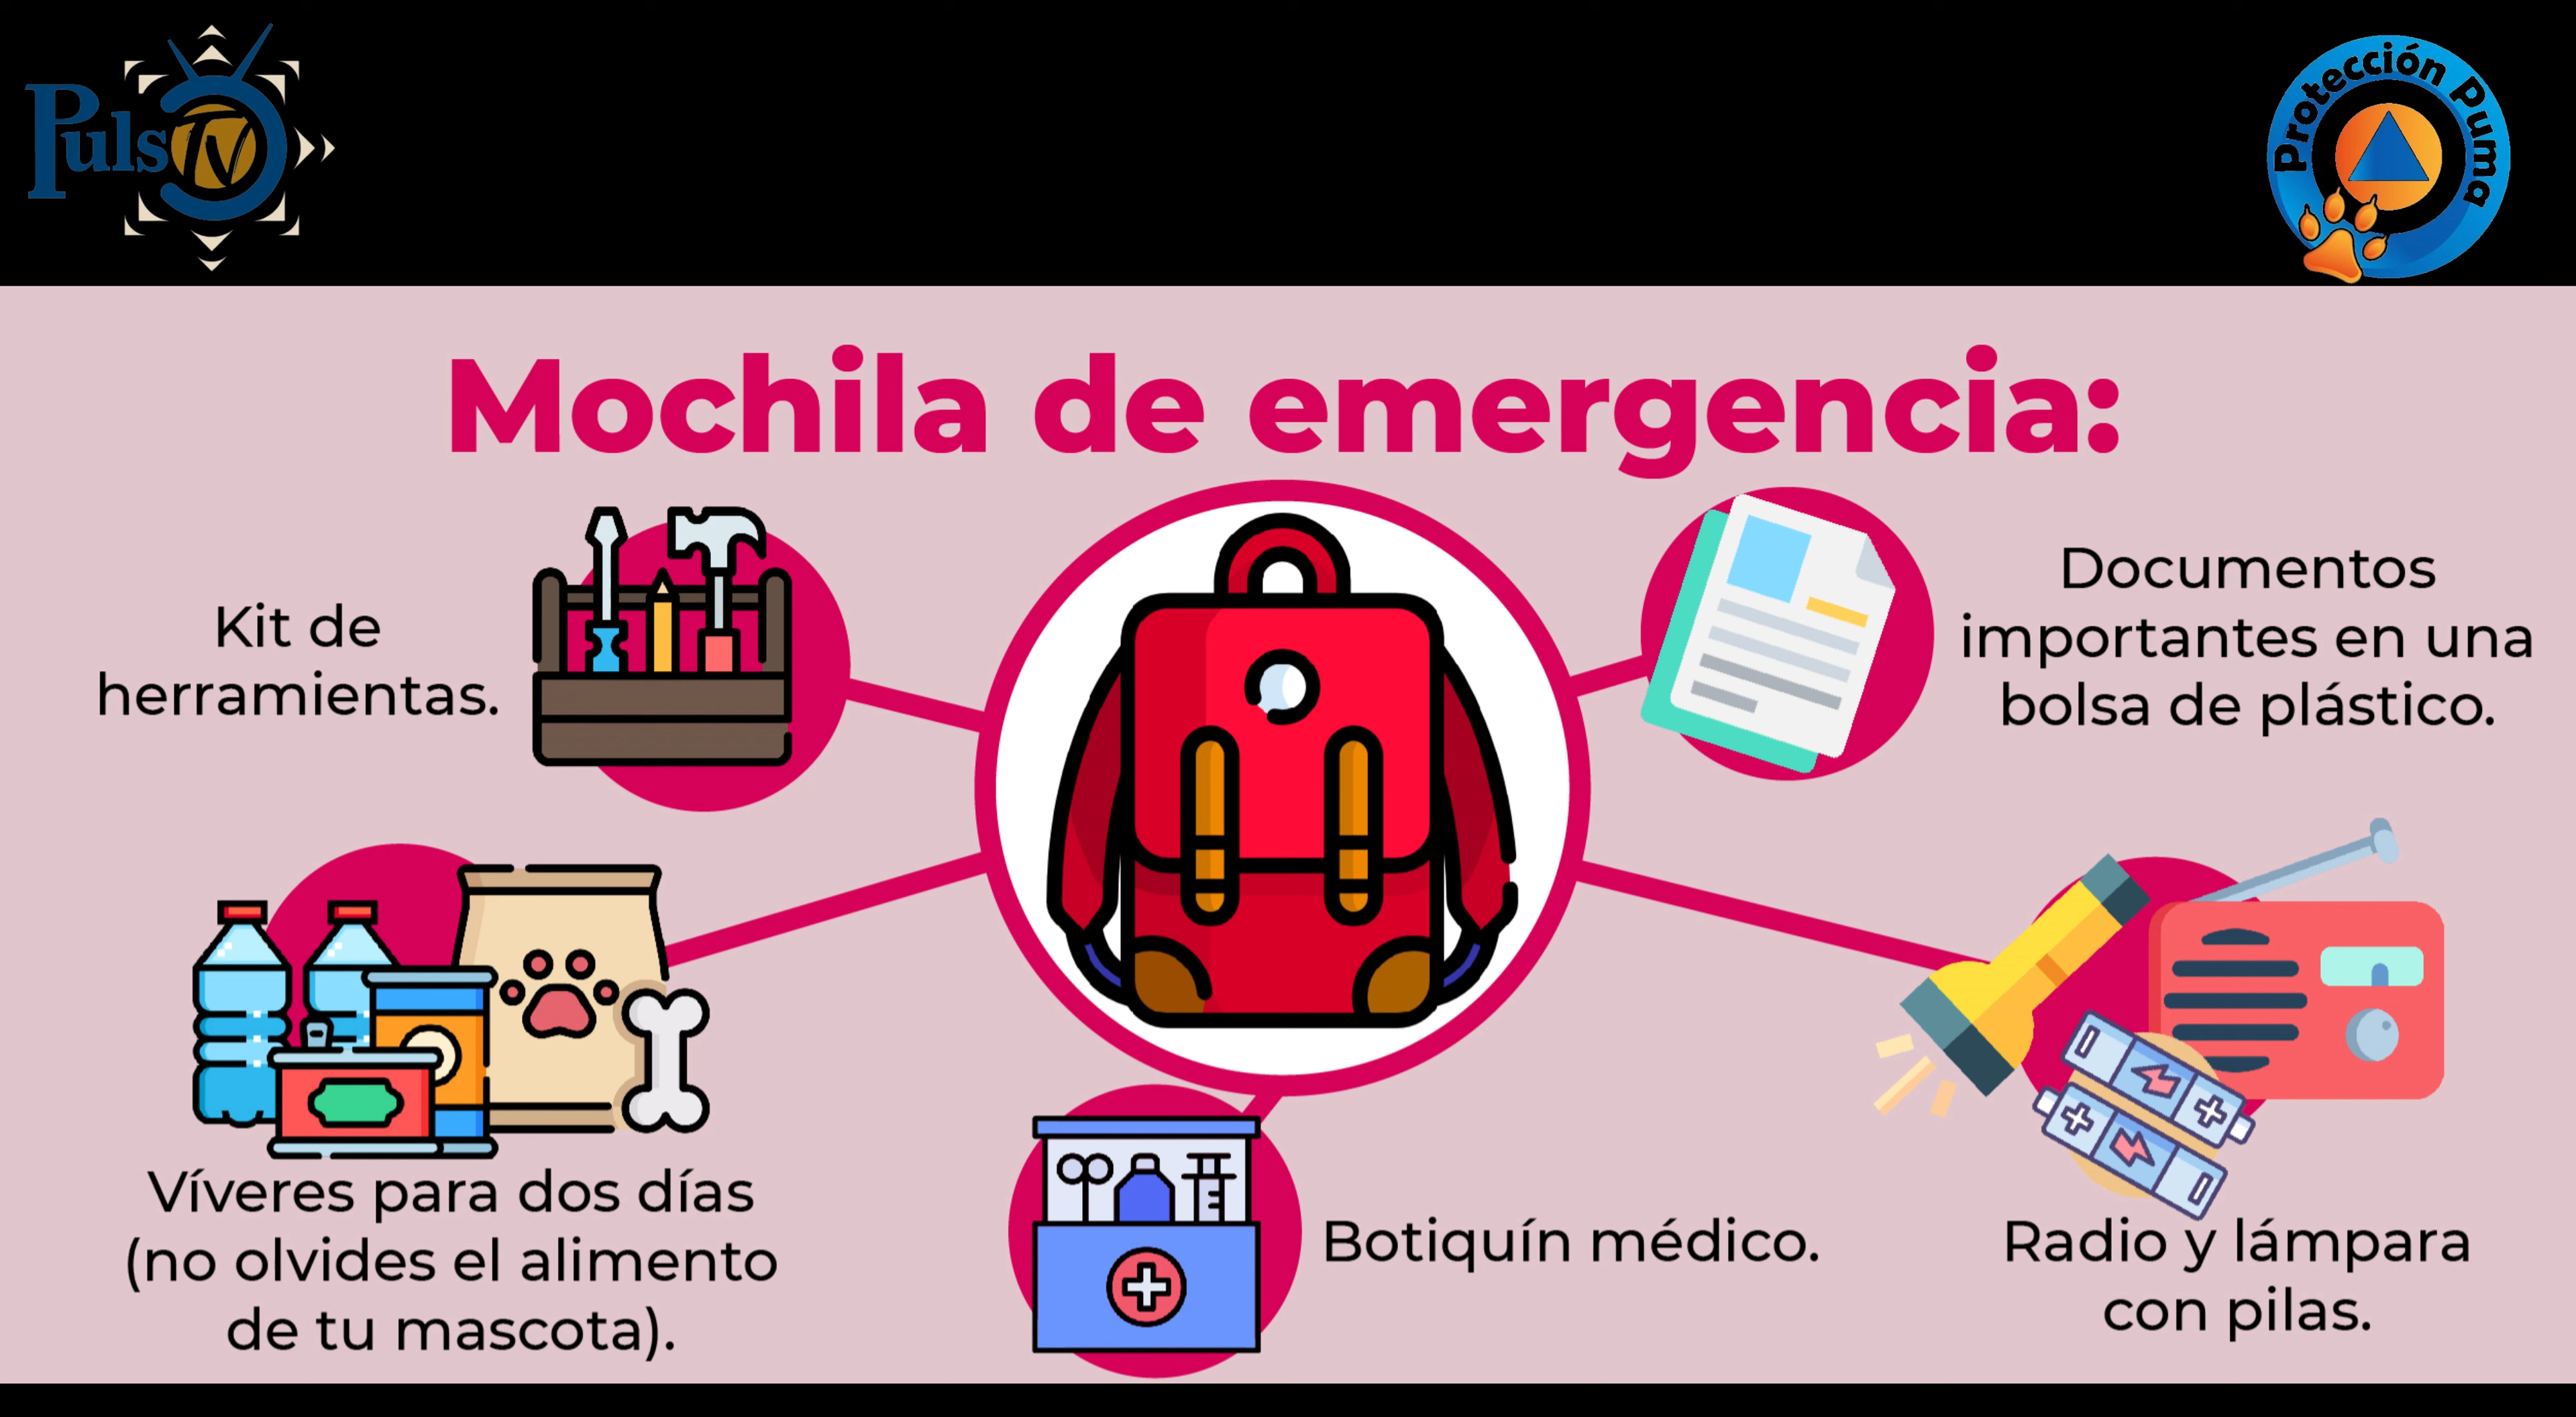 PulsTV
Protección Puma
Mochila de emergencia:
Kit de
herramientas.
Documentos
importantes en una
bolsa de plástico.
Víveres para dos días
(no olvides el alimento
de tu mascota).
Botiquín médico.
Radio y lámpara
con pilas.